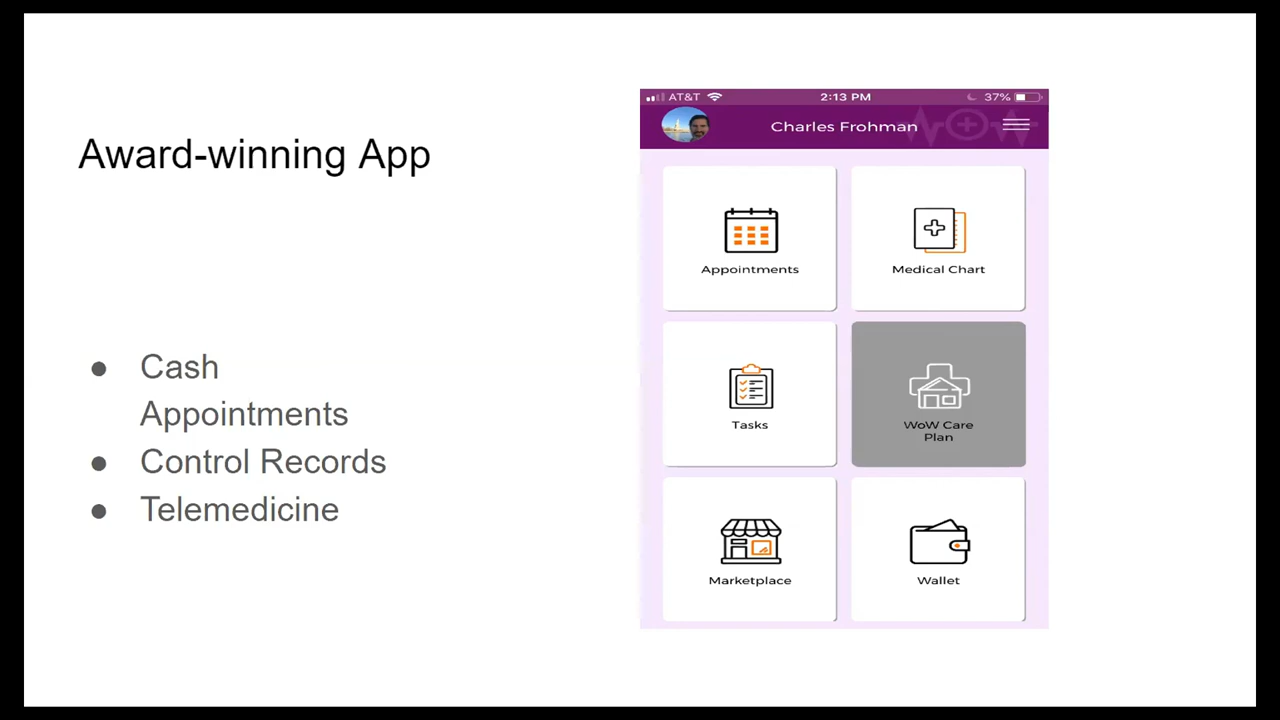 Award-winning App
● Cash
Appointments
● Control Records
● Telemedicine
AT&T 2:13 PM 37%
Charles Frohman
Appointments
Medical Chart
Tasks
WoW Care
Plan
Marketplace
Wallet